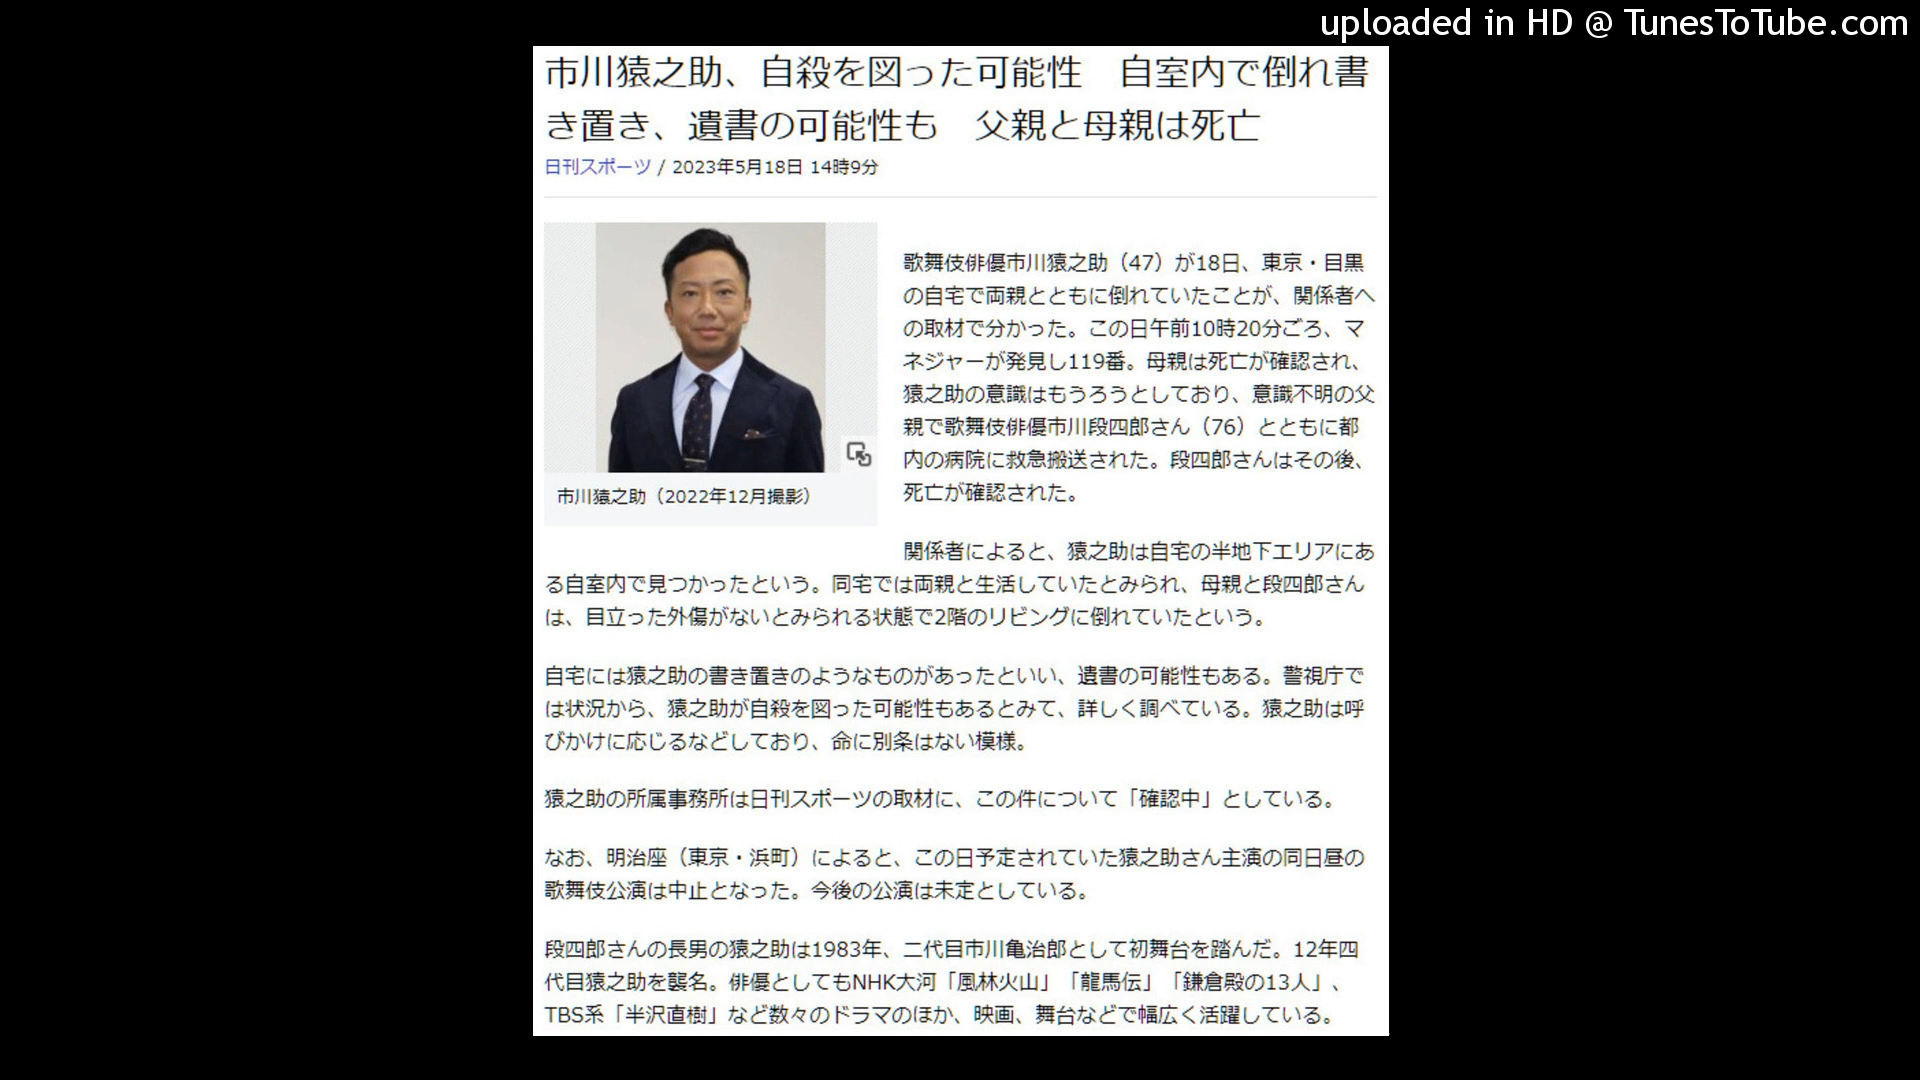 uploaded in HD @ TunesToTube.com
市川猿之助、自殺を図った可能性　自室内で倒れ書
き置き、遺書の可能性も　父親と母親は死亡
日刊スポーツ / 2023年5月18日 14時9分
市川猿之助（2022年12月撮影）
歌舞伎俳優市川猿之助（47）が18日、東京・目黒
の自宅で両親とともに倒れていたことが、関係者へ
の取材で分かった。この日午前10時20分ごろ、マ
ネジャーが発見し119番。母親は死亡が確認され、
猿之助の意識はもうろうとしており、意識不明の父
親で歌舞伎俳優市川段四郎さん（76）とともに都
内の病院に救急搬送された。段四郎さんはその後、
死亡が確認された。
関係者によると、猿之助は自宅の半地下エリアにあ
る自室内で見つかったという。同宅では両親と生活していたとみられ、母親と段四郎さん
は、目立った外傷がないとみられる状態で2階のリビングに倒れていたという。
自宅には猿之助の書き置きのようなものがあったといい、遺書の可能性もある。警視庁で
は状況から、猿之助が自殺を図った可能性もあるとみて、詳しく調べている。猿之助は呼
びかけに応じるなどしており、命に別条はない模様。
猿之助の所属事務所は日刊スポーツの取材に、この件について「確認中」としている。
なお、明治座（東京・浜町）によると、この日予定されていた猿之助さん主演の同日昼の
歌舞伎公演は中止となった。今後の公演は未定としている。
段四郎さんの長男の猿之助は1983年、二代目市川亀治郎として初舞台を踏んだ。12年四
代目猿之助を襲名。俳優としてもNHK大河「風林火山」「龍馬伝」「鎌倉殿の13人」、
TBS系「半沢直樹」など数々のドラマのほか、映画、舞台などで幅広く活躍している。